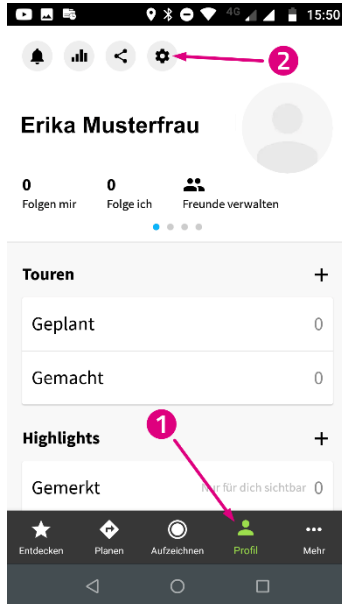 4G 15:50
2
Erika Musterfrau
0 0
Folgen mir Folge ich Freunde verwalten
Touren +
Geplant 0
Gemacht 0
1
Highlights +
Gemerkt Nur für dich sichtbar 0
Entdecken Planen Aufzeichnen Profil Mehr